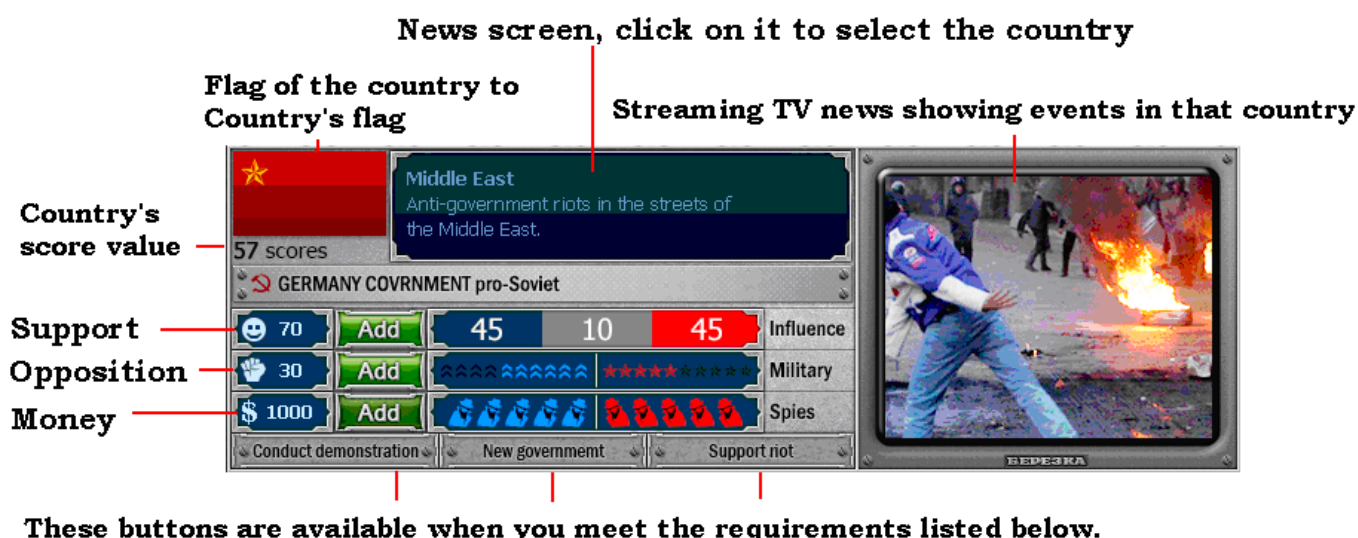 News screen, click on it to select the country
Flag of the country to
Country's flag
Streaming TV news showing events in that country
Middle East
Anti-government riots in the streets of
the Middle East.
Country's
score value
57 scores
GERMANY COVRNMENT pro-Soviet
Support
70
Add
45
10
45
Influence
Opposition
30
Add
Military
Money
$ 1000
Add
Spies
Conduct demonstration
New governmemt
Support riot
БЕРЕЗКА
These buttons are available when you meet the requirements listed below.